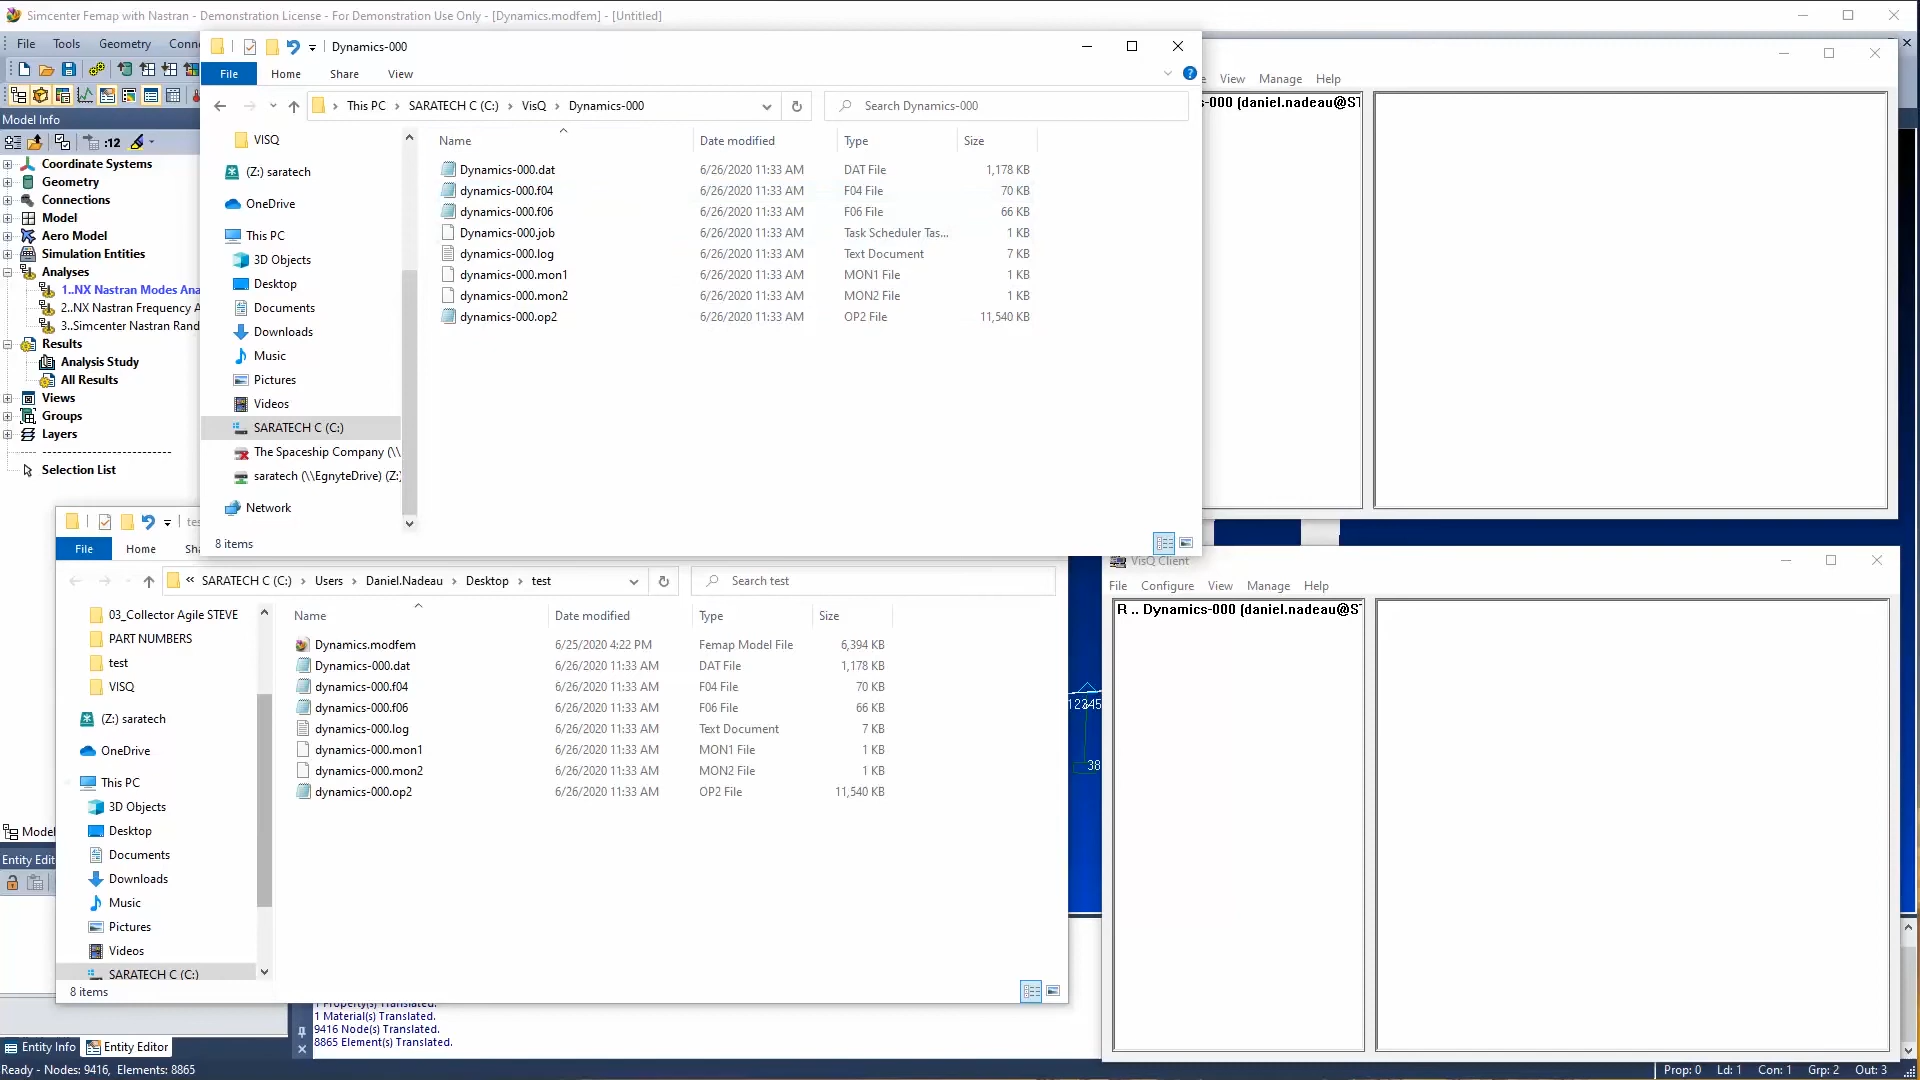 Simcenter Femap with Nastran - Demonstration License - For Demonstration Use Only - [Dynamics.modfem] - [Untitled]
File Tools Geometry Conn
Model Info
:12
Coordinate Systems
Geometry
Connections
Model
Aero Model
Simulation Entities
Analyses
1..NX Nastran Modes Ana
2..NX Nastran Frequency A
3..Simcenter Nastran Rand
Results
Analysis Study
All Results
Views
Groups
Layers
Selection List
Model
Entity Edit
Dynamics-000
File Home Share View
This PC > SARATECH C (C:) > VisQ > Dynamics-000
Search Dynamics-000
VISQ
(Z:) saratech
OneDrive
This PC
3D Objects
Desktop
Documents
Downloads
Music
Pictures
Videos
SARATECH C (C:)
The Spaceship Company (\\
saratech (\\EgnyteDrive) (Z:)
Network
Name Date modified Type Size
Dynamics-000.dat 6/26/2020 11:33 AM DAT File 1,178 KB
dynamics-000.f04 6/26/2020 11:33 AM F04 File 70 KB
dynamics-000.f06 6/26/2020 11:33 AM F06 File 66 KB
Dynamics-000.job 6/26/2020 11:33 AM Task Scheduler Tas... 1 KB
dynamics-000.log 6/26/2020 11:33 AM Text Document 7 KB
dynamics-000.mon1 6/26/2020 11:33 AM MON1 File 1 KB
dynamics-000.mon2 6/26/2020 11:33 AM MON2 File 1 KB
dynamics-000.op2 6/26/2020 11:33 AM OP2 File 11,540 KB
8 items
e View Manage Help
s-000 (daniel.nadeau@ST
tes
File Home Sha
« SARATECH C (C:) > Users > Daniel.Nadeau > Desktop > test
Search test
03_Collector Agile STEVE
PART NUMBERS
test
VISQ
(Z:) saratech
OneDrive
This PC
3D Objects
Desktop
Documents
Downloads
Music
Pictures
Videos
SARATECH C (C:)
Name Date modified Type Size
Dynamics.modfem 6/25/2020 4:22 PM Femap Model File 6,394 KB
Dynamics-000.dat 6/26/2020 11:33 AM DAT File 1,178 KB
dynamics-000.f04 6/26/2020 11:33 AM F04 File 70 KB
dynamics-000.f06 6/26/2020 11:33 AM F06 File 66 KB
dynamics-000.log 6/26/2020 11:33 AM Text Document 7 KB
dynamics-000.mon1 6/26/2020 11:33 AM MON1 File 1 KB
dynamics-000.mon2 6/26/2020 11:33 AM MON2 File 1 KB
dynamics-000.op2 6/26/2020 11:33 AM OP2 File 11,540 KB
8 items
12345
38
VisQ Client
File Configure View Manage Help
R .. Dynamics-000 (daniel.nadeau@ST
1 Property(s) Translated.
1 Material(s) Translated.
9416 Node(s) Translated.
8865 Element(s) Translated.
Entity Info Entity Editor
Ready - Nodes: 9416, Elements: 8865
Prop: 0 Ld: 1 Con: 1 Grp: 2 Out: 3